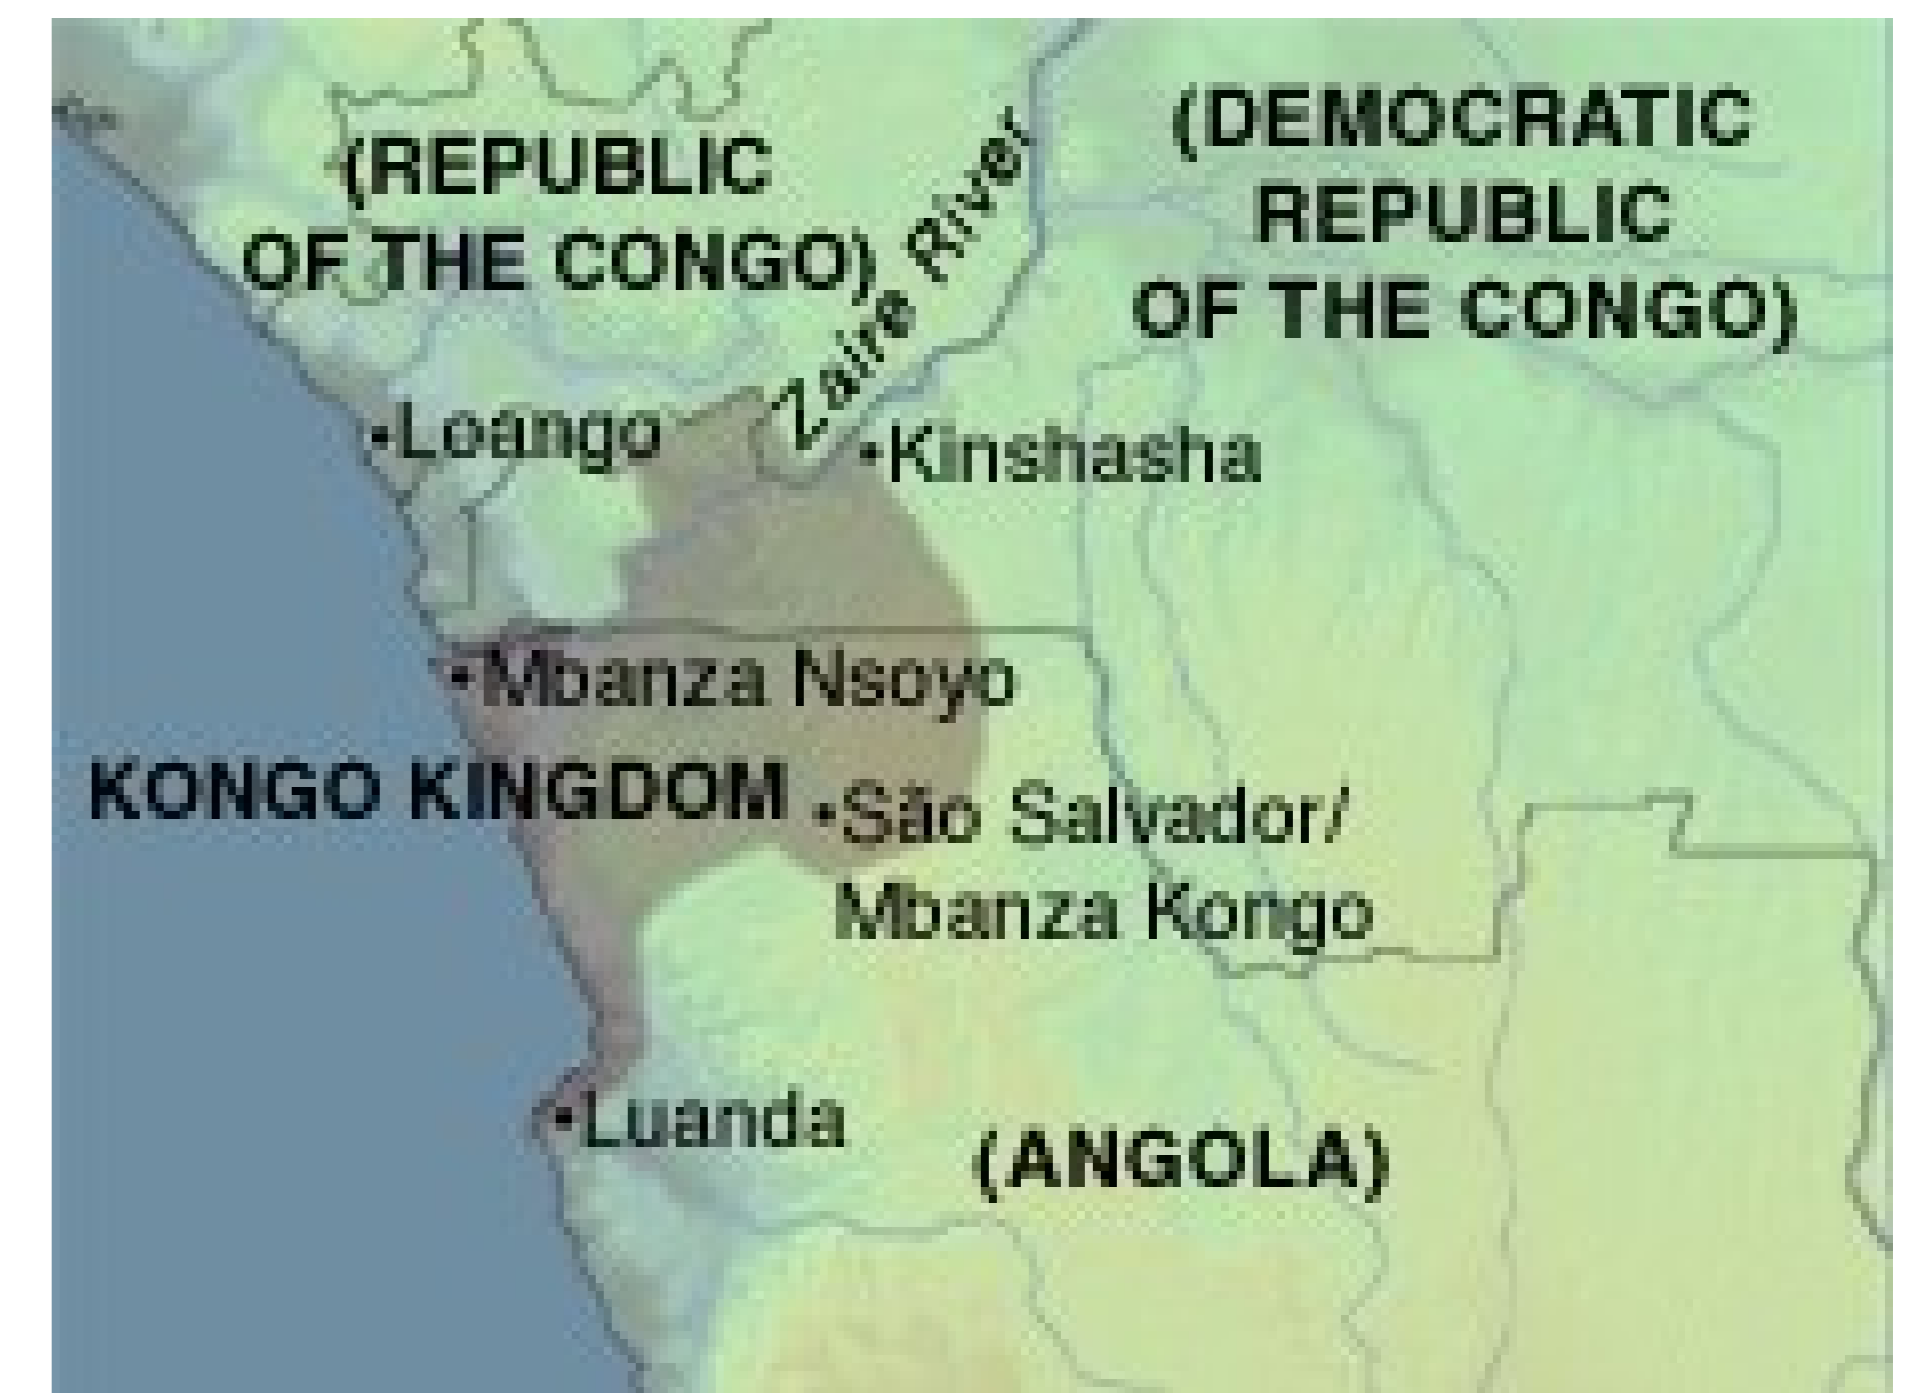 (REPUBLIC
OF THE CONGO)
Zaire River
(DEMOCRATIC
REPUBLIC
OF THE CONGO)
•Loango
•Kinshasha
•Mbanza Nsoyo
KONGO KINGDOM
•São Salvador/
Mbanza Kongo
•Luanda
(ANGOLA)